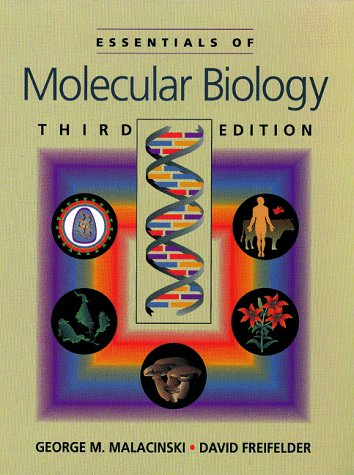 ESSENTIALS OF
Molecular Biology
THIRD EDITION
GEORGE M. MALACINSKI • DAVID FREIFELDER